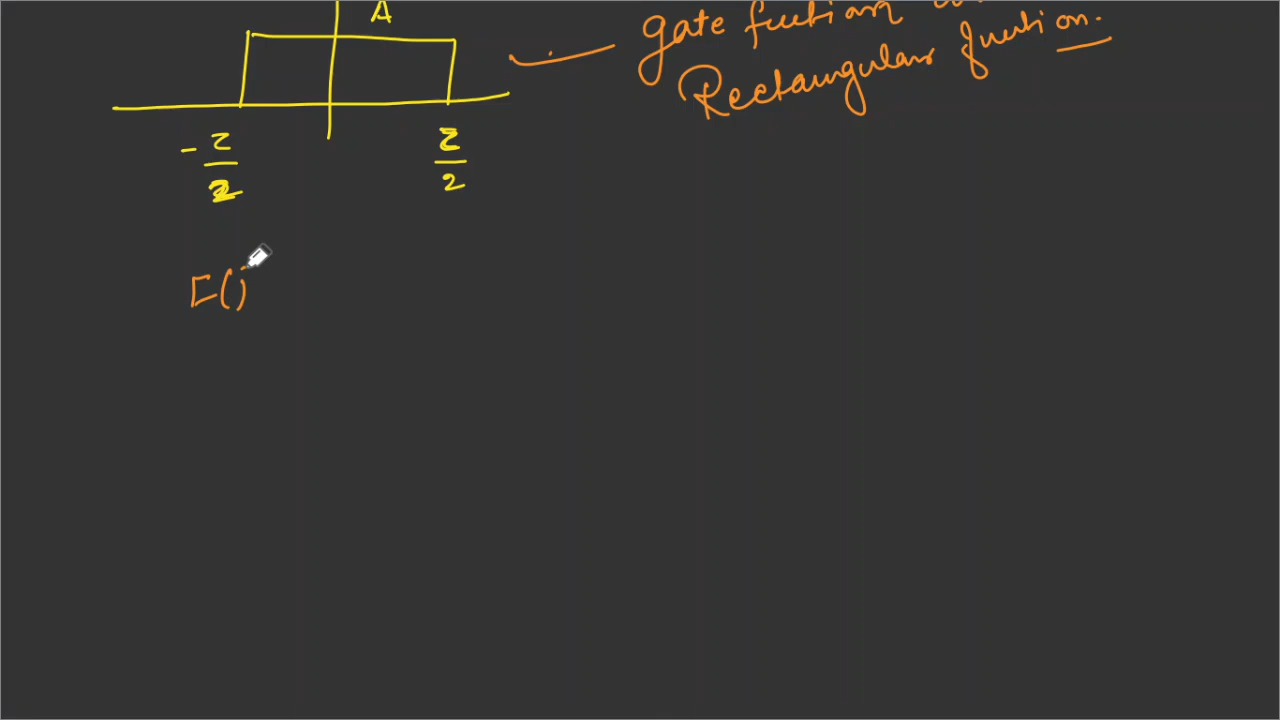 A
gate function
Rectangular function.
- τ/2
τ/2
E()